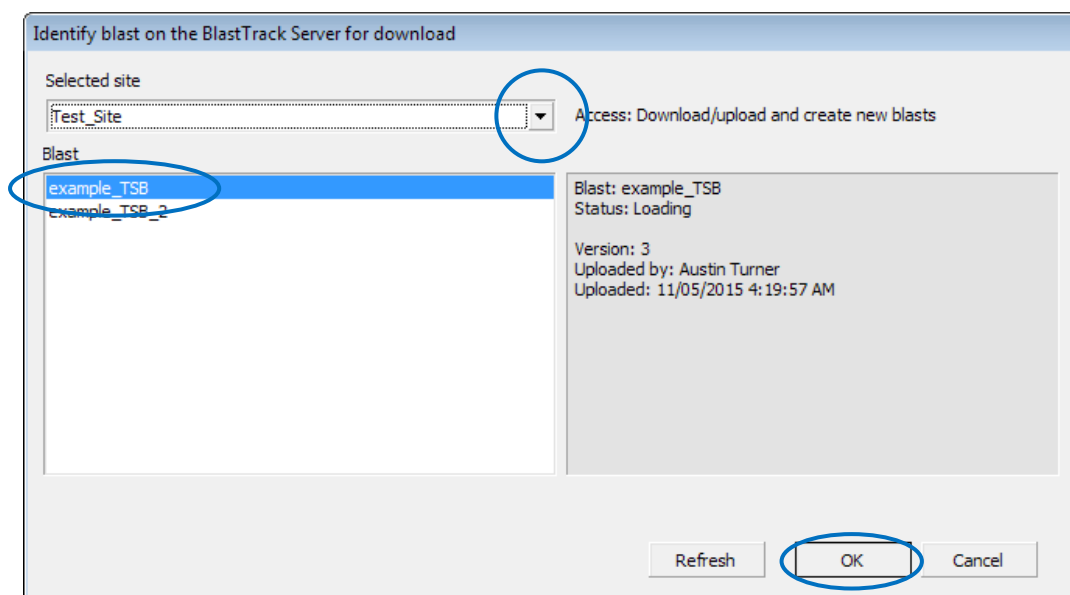 Identify blast on the BlastTrack Server for download
Selected site
Test_Site
Access: Download/upload and create new blasts
Blast
example_TSB
example_TSB_2
Blast: example_TSB
Status: Loading
Version: 3
Uploaded by: Austin Turner
Uploaded: 11/05/2015 4:19:57 AM
Refresh
OK
Cancel